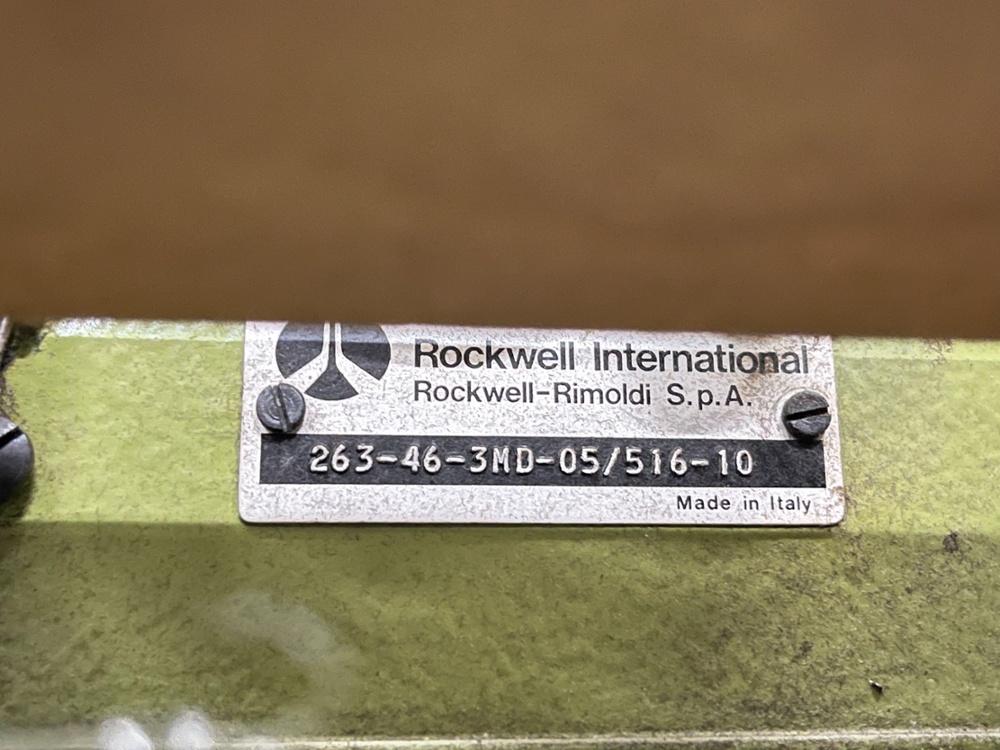 Rockwell International
Rockwell-Rimoldi S.p.A.
263-46-3MD-05/516-10
Made in Italy